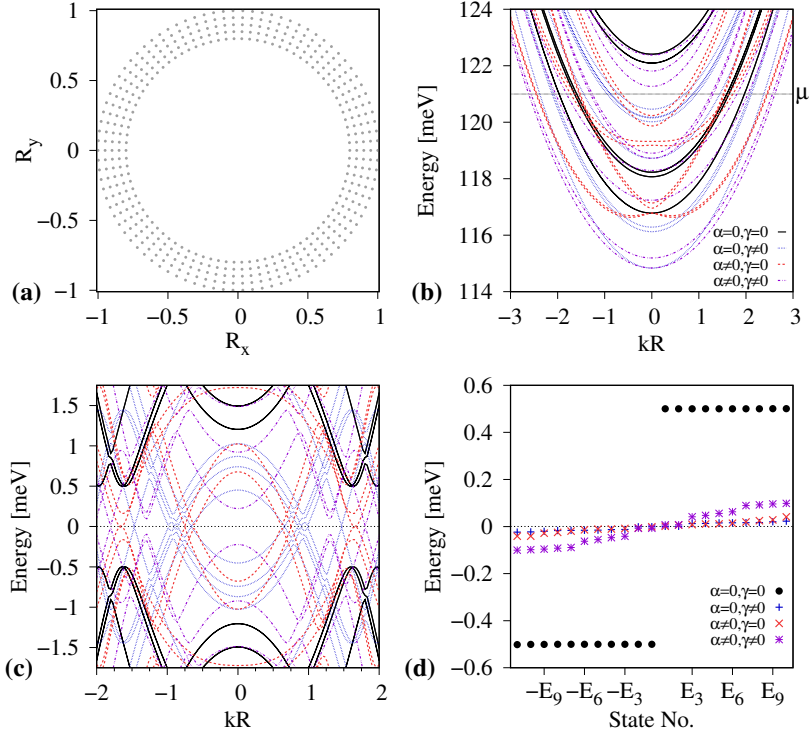 1
0.5
0
−0.5
−1
R_y
−1
−0.5
0
0.5
1
R_x
(a)
124
122
120
118
116
114
Energy [meV]
μ
α=0,γ=0
α=0,γ≠0
α≠0,γ=0
α≠0,γ≠0
−3
−2
−1
0
1
2
3
kR
(b)
1.5
1
0.5
0
−0.5
−1
−1.5
Energy [meV]
−2
−1
0
1
2
kR
(c)
0.6
0.4
0.2
0
−0.2
−0.4
−0.6
Energy [meV]
α=0,γ=0
α=0,γ≠0
α≠0,γ=0
α≠0,γ≠0
−E_9
−E_6
−E_3
E_3
E_6
E_9
State No.
(d)